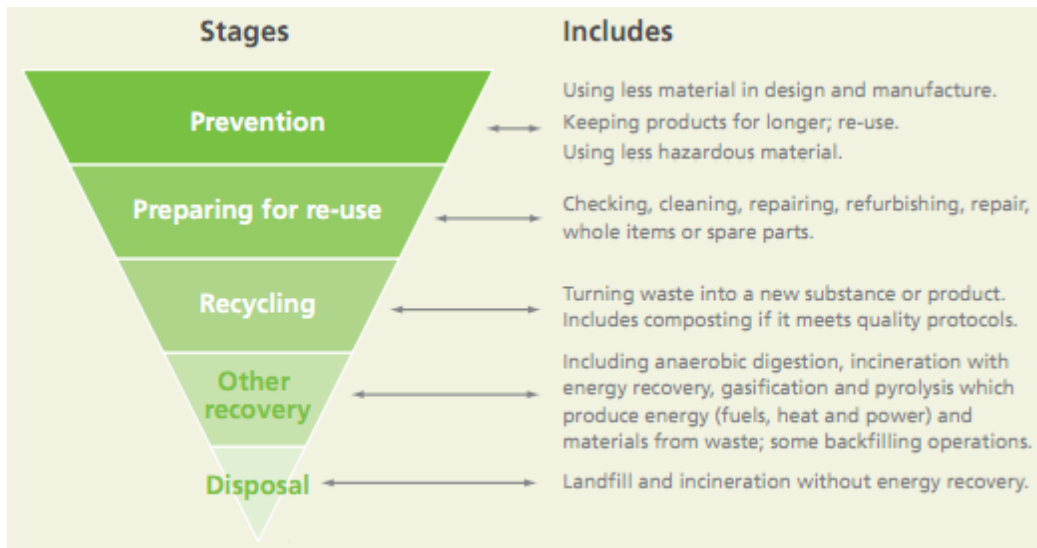 Stages
Includes
Prevention
Using less material in design and manufacture.
Keeping products for longer; re-use.
Using less hazardous material.
Preparing for re-use
Checking, cleaning, repairing, refurbishing, repair,
whole items or spare parts.
Recycling
Turning waste into a new substance or product.
Includes composting if it meets quality protocols.
Other
recovery
Including anaerobic digestion, incineration with
energy recovery, gasification and pyrolysis which
produce energy (fuels, heat and power) and
materials from waste; some backfilling operations.
Disposal
Landfill and incineration without energy recovery.